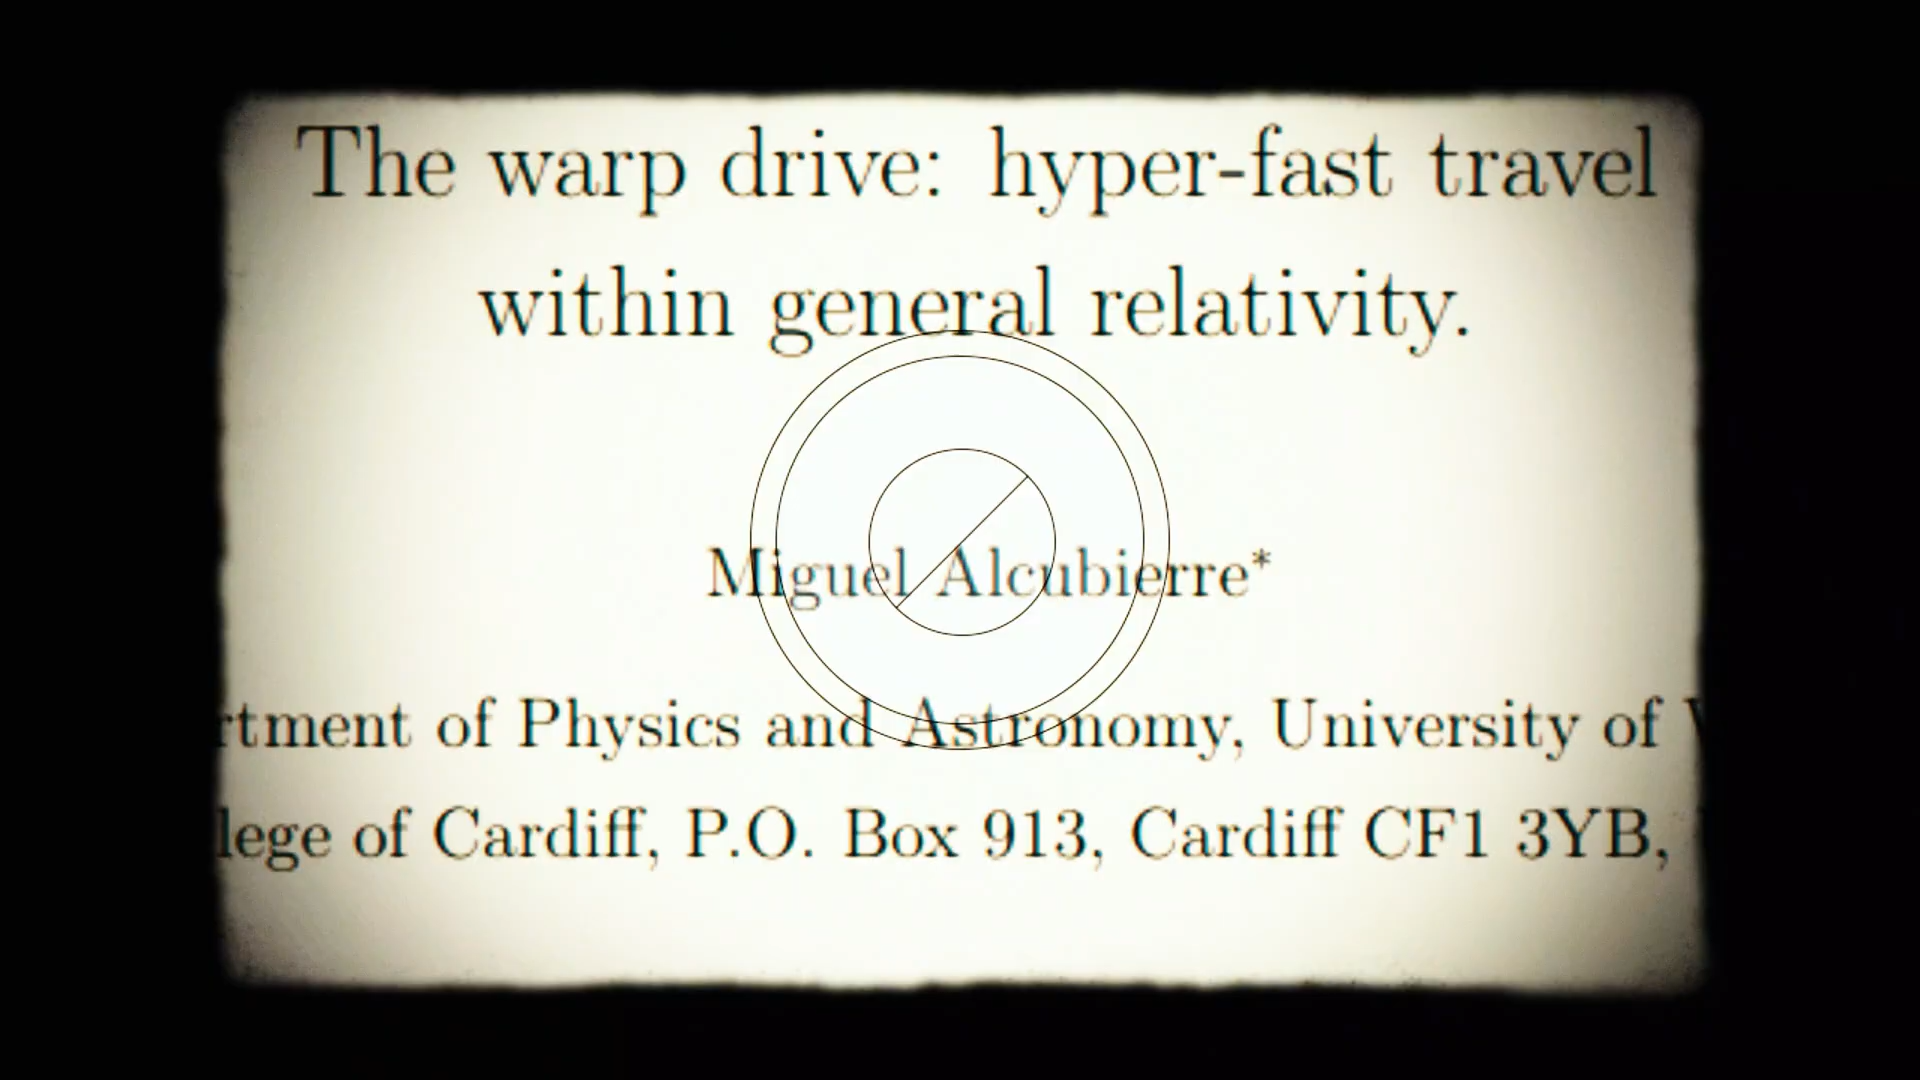 The warp drive: hyper-fast travel
within general relativity.
Miguel Alcubierre*
rtment of Physics and Astronomy, University of
lege of Cardiff, P.O. Box 913, Cardiff CF1 3YB,